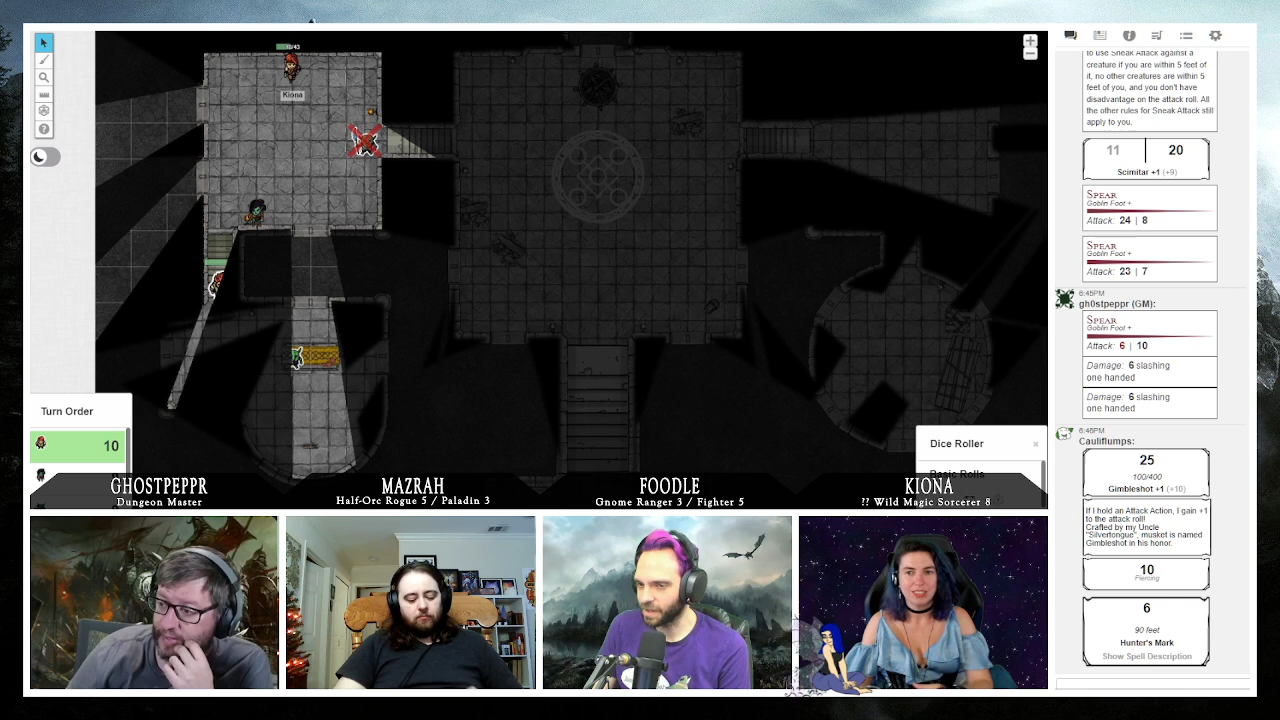 Kiona
Turn Order
10
Dice Roller
×
Basic Rolls
GHOSTPEPPR
Dungeon Master
MAZRAH
Half-Orc Rogue 5 / Paladin 3
FOODLE
Gnome Ranger 3 / Fighter 5
KIONA
?? Wild Magic Sorcerer 8
to use Sneak Attack against a
creature if you are within 5 feet of
it, no other creatures are within 5
feet of you, and you don't have
disadvantage on the attack roll. All
the other rules for Sneak Attack still
apply to you.
11 20
Scimitar +1 (+9)
SPEAR
Goblin Foot +
Attack: 24 | 8
SPEAR
Goblin Foot +
Attack: 23 | 7
6:45PM
gh0stpeppr (GM):
SPEAR
Goblin Foot +
Attack: 6 | 10
Damage: 6 slashing
one handed
Damage: 6 slashing
one handed
6:46PM
Cauliflumps:
25
100/400
Gimbleshot +1 (+10)
If I hold an Attack Action, I gain +1
to the attack roll!
Crafted by my Uncle
"Silvertongue", musket is named
Gimbleshot in his honor.
10
Piercing
6
90 feet
Hunter's Mark
Show Spell Description